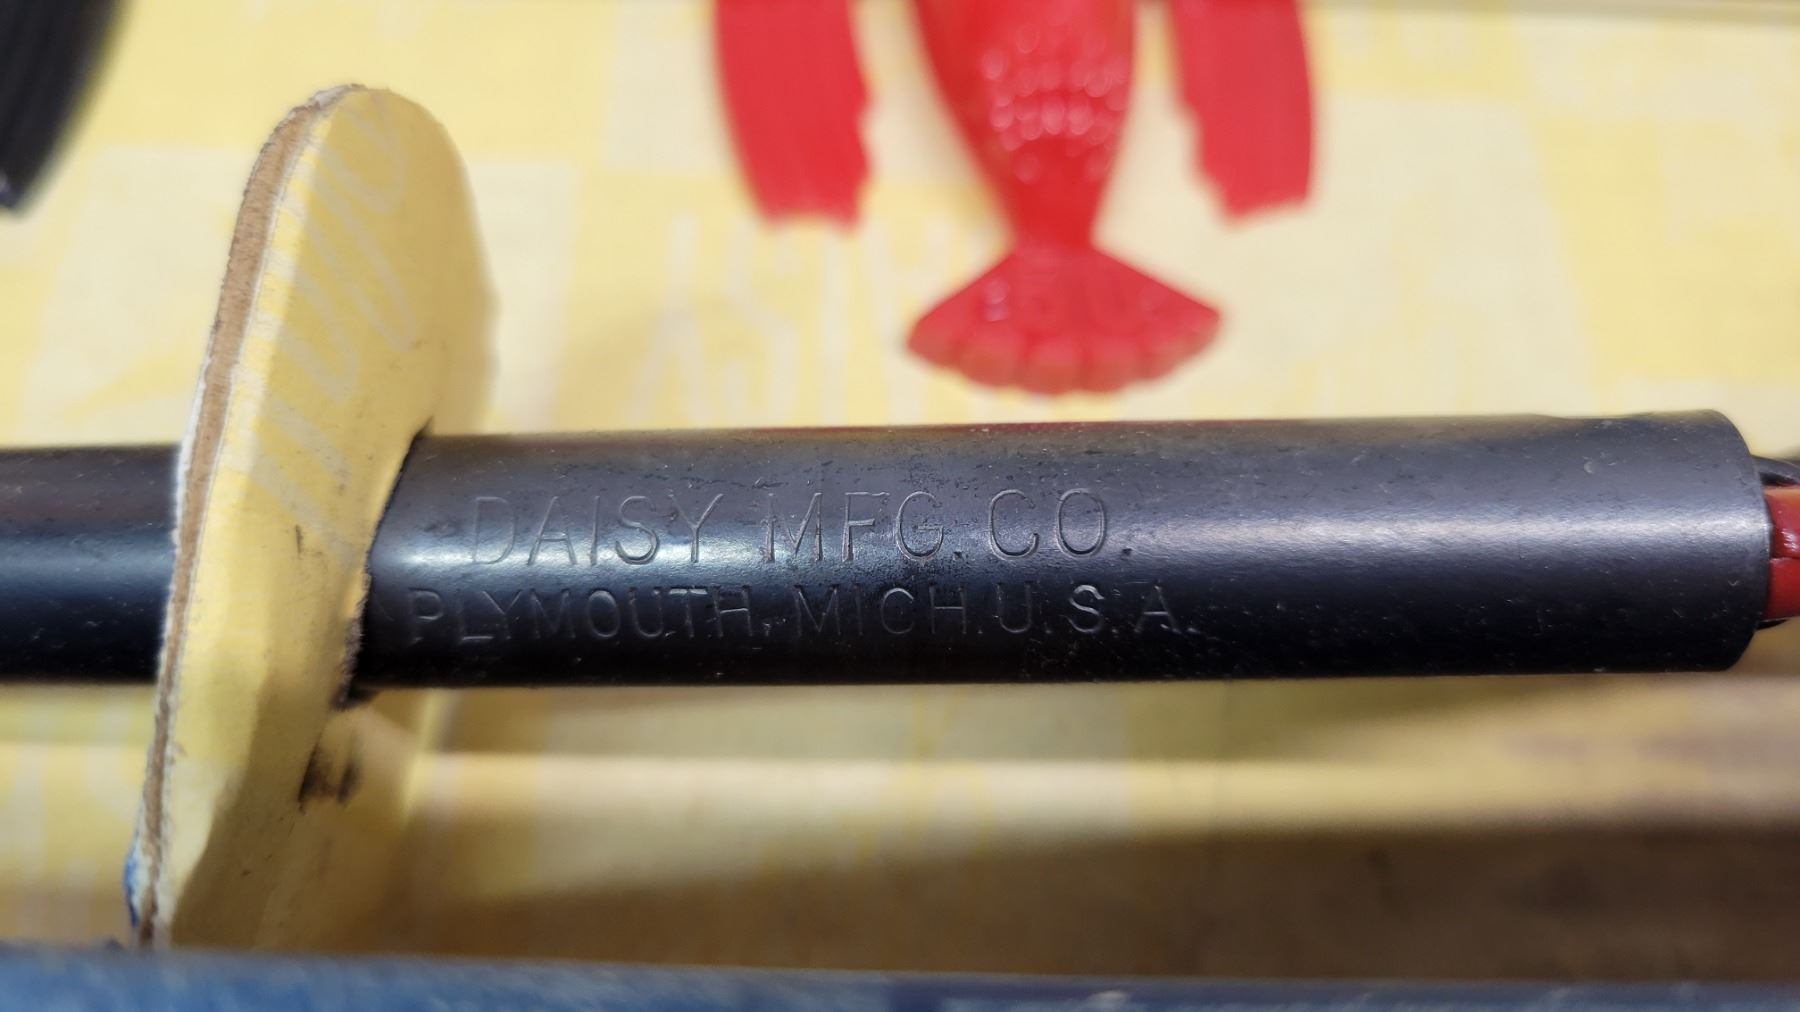 DAISY MFG. CO.
PLYMOUTH, MICH. U.S.A.